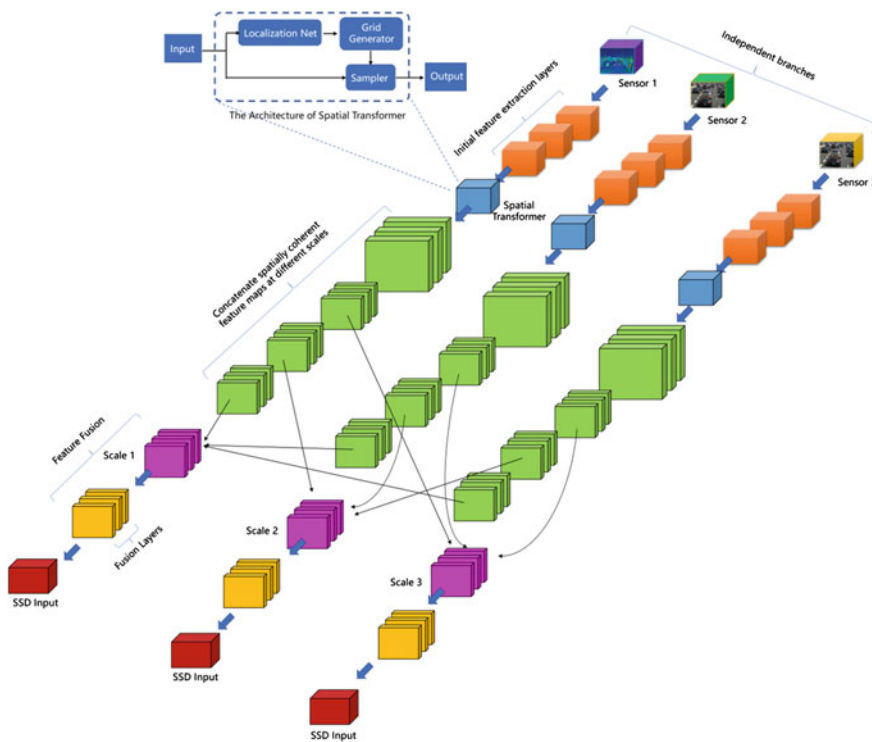 Input
Localization Net
Grid
Generator
Sampler
Output
The Architecture of Spatial Transformer
Initial feature extraction layers
Independent branches
Sensor 1
Sensor 2
Sensor
Spatial
Transformer
Concatenate spatially coherent
feature maps at different scales
Feature Fusion
Scale 1
Fusion Layers
SSD Input
Scale 2
SSD Input
Scale 3
SSD Input